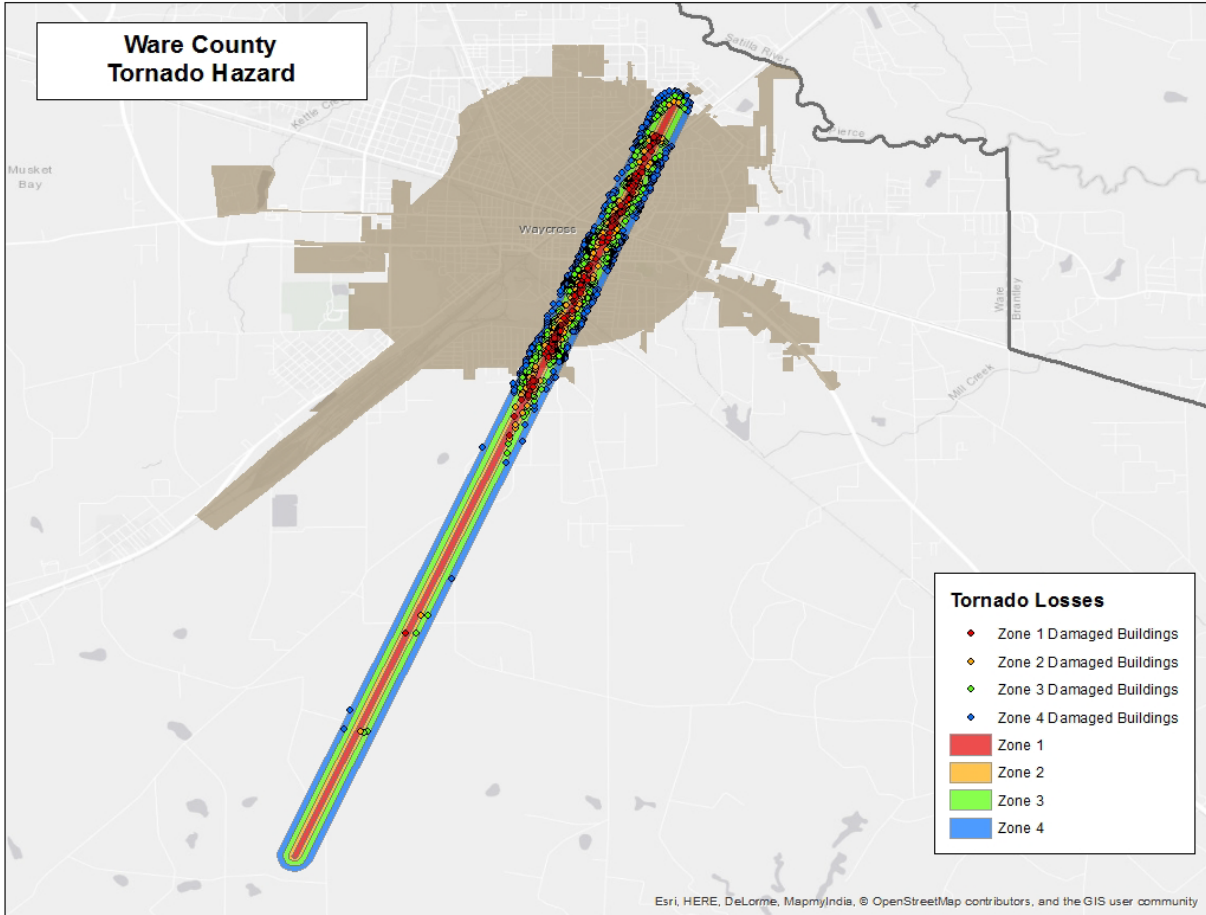 Ware County
Tornado Hazard
Satilla River
Kettle Creek
Pierce
Musket
Bay
Waycross
Ware
Brantley
Mill Creek
Tornado Losses
Zone 1 Damaged Buildings
Zone 2 Damaged Buildings
Zone 3 Damaged Buildings
Zone 4 Damaged Buildings
Zone 1
Zone 2
Zone 3
Zone 4
Esri, HERE, DeLorme, MapmyIndia, © OpenStreetMap contributors, and the GIS user community